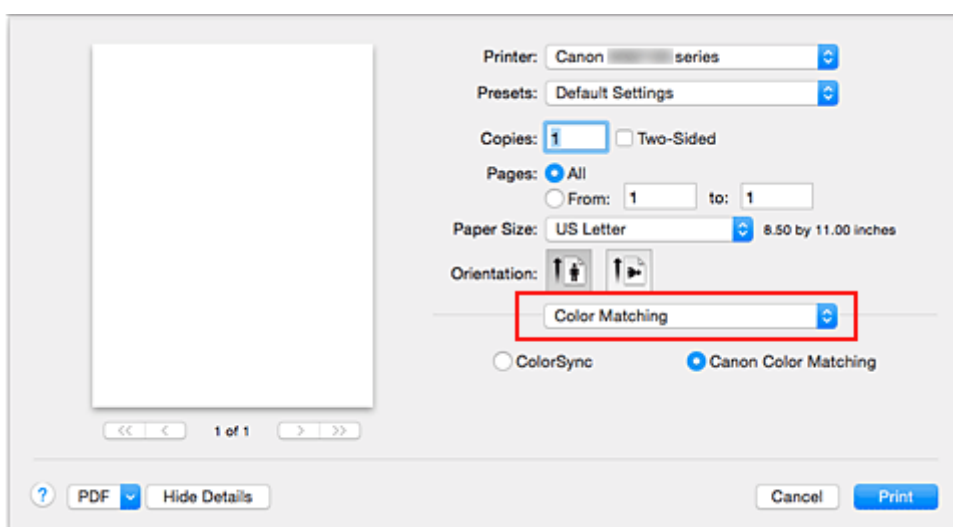 Printer: Canon series
Presets: Default Settings
Copies: 1 Two-Sided
Pages: All
From: 1 to: 1
Paper Size: US Letter 8.50 by 11.00 inches
Orientation:
Color Matching
ColorSync Canon Color Matching
<< < 1 of 1 > >>
? PDF Hide Details Cancel Print